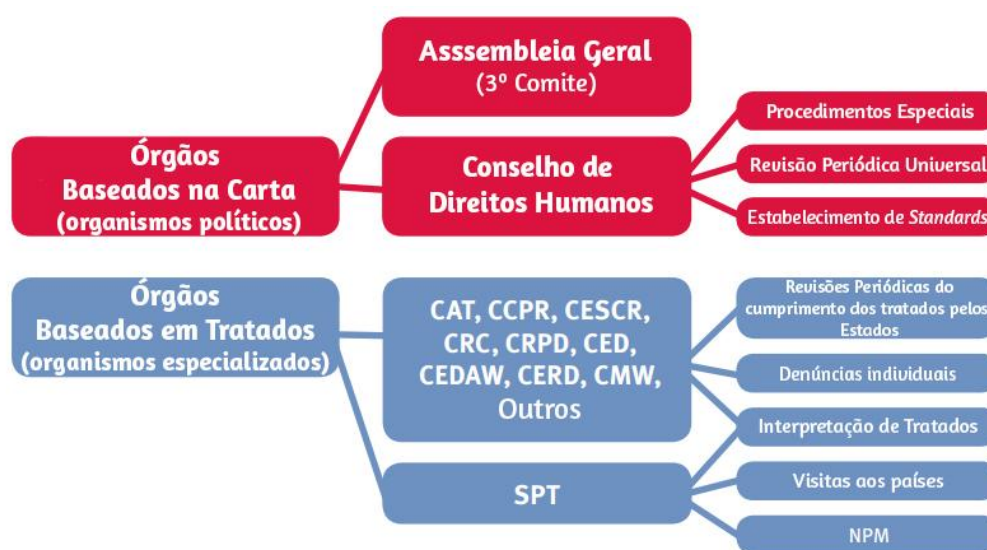 Asssembleia Geral
(3º Comite)
Órgãos
Baseados na Carta
(organismos políticos)
Conselho de
Direitos Humanos
Procedimentos Especiais
Revisão Periódica Universal
Estabelecimento de Standards
Órgãos
Baseados em Tratados
(organismos especializados)
CAT, CCPR, CESCR,
CRC, CRPD, CED,
CEDAW, CERD, CMW,
Outros
SPT
Revisões Periódicas do
cumprimento dos tratados pelos
Estados
Denúncias individuais
Interpretação de Tratados
Visitas aos países
NPM